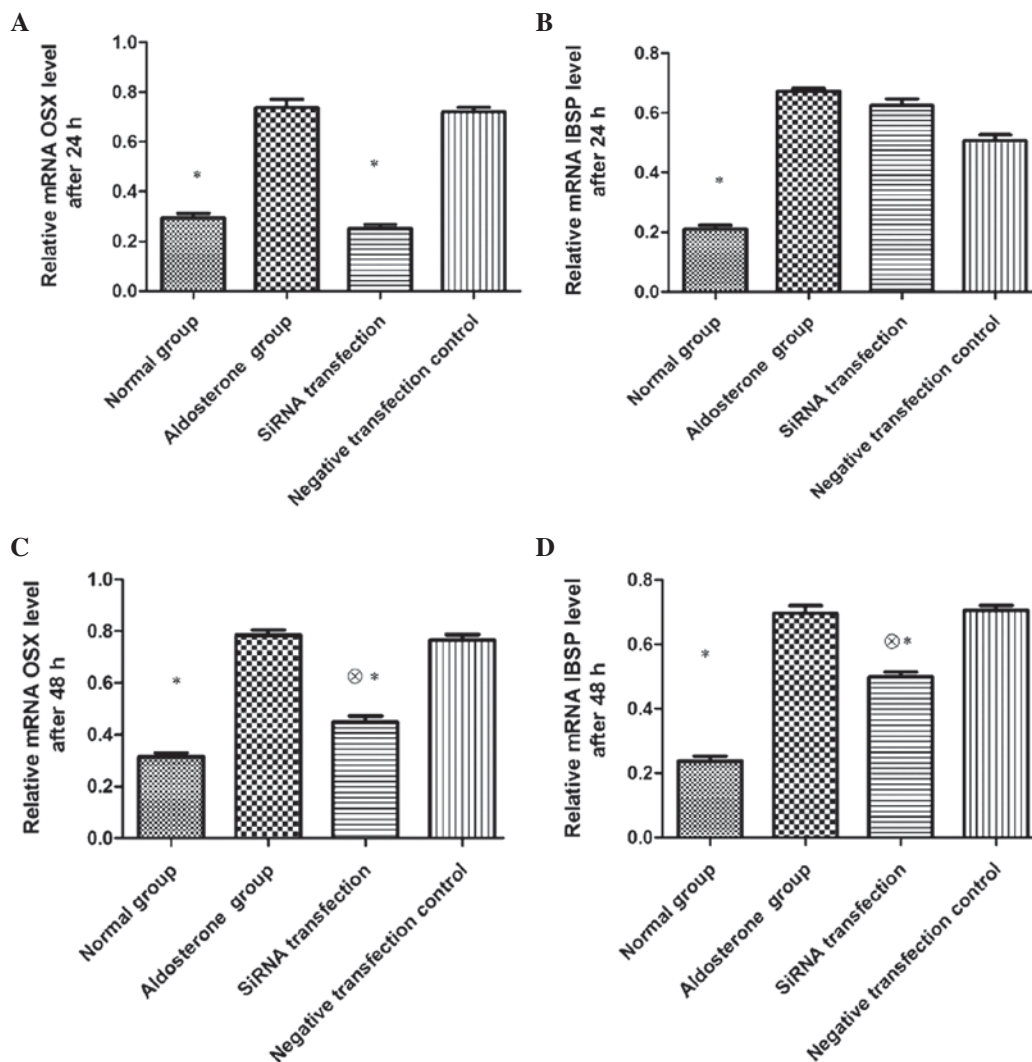 A
Relative mRNA OSX level
after 24 h
1.0
0.8
0.6
0.4
0.2
0.0
*
*
Normal group
Aldosterone group
SiRNA transfection
Negative transfection control
B
Relative mRNA IBSP level
after 24 h
0.8
0.6
0.4
0.2
0.0
*
Normal group
Aldosterone group
SiRNA transfection
Negative transfection control
C
Relative mRNA OSX level
after 48 h
1.0
0.8
0.6
0.4
0.2
0.0
*
⊗ *
Normal group
Aldosterone group
SiRNA transfection
Negative transfection control
D
Relative mRNA IBSP level
after 48 h
0.8
0.6
0.4
0.2
0.0
*
⊗ *
Normal group
Aldosterone group
SiRNA transfection
Negative transfection control